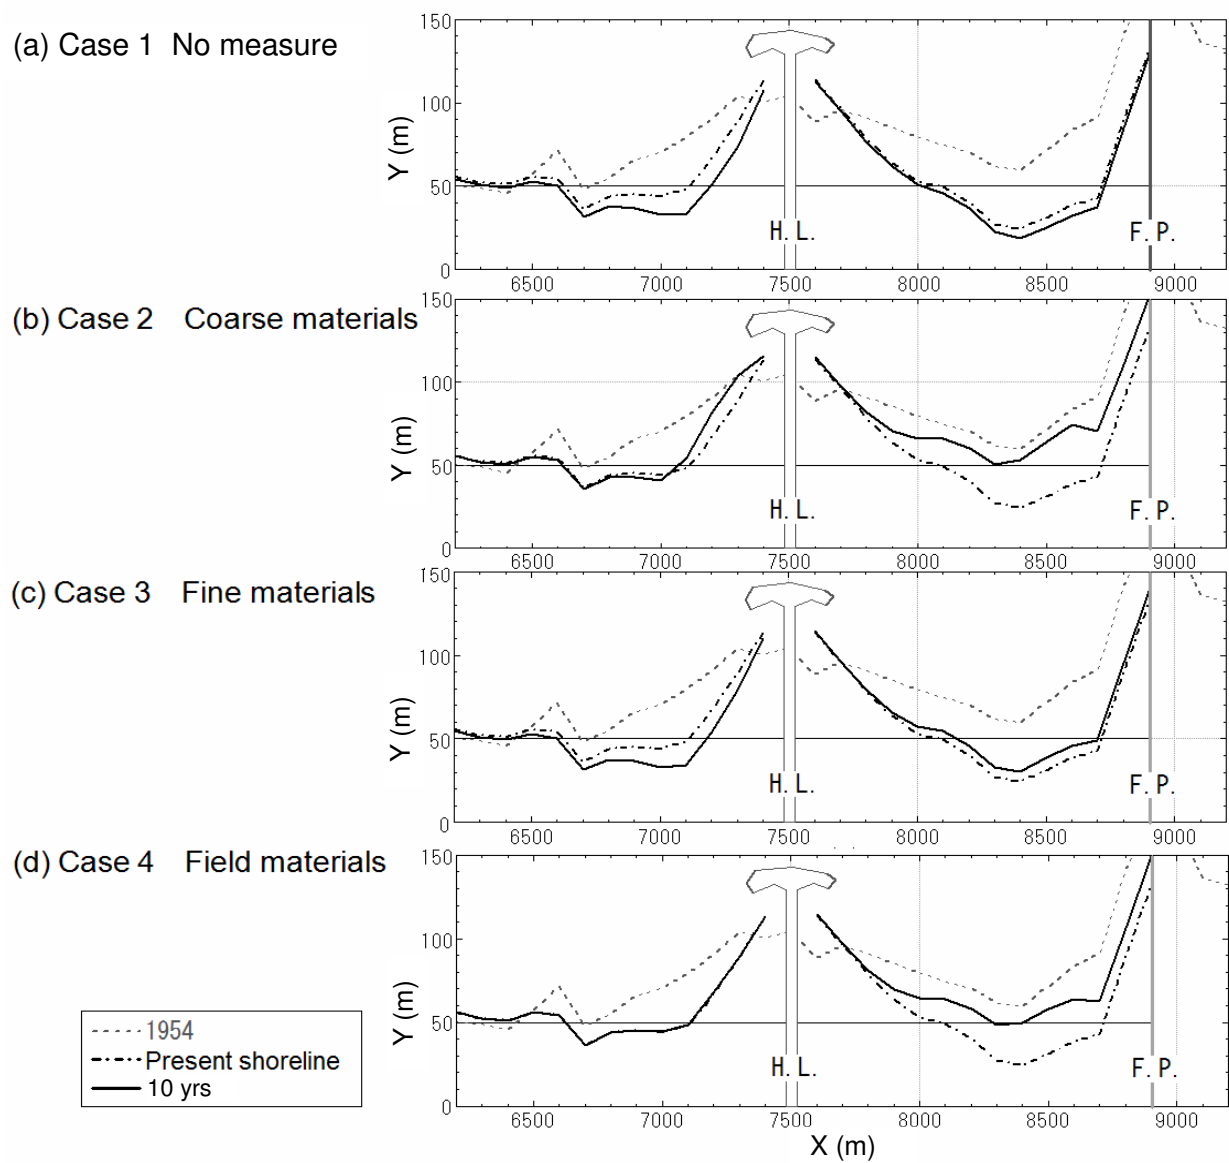 (a) Case 1 No measure
150
100
50
0
Y (m)
H. L.
F. P.
6500 7000 7500 8000 8500 9000
(b) Case 2 Coarse materials
150
100
50
0
Y (m)
H. L.
F. P.
6500 7000 7500 8000 8500 9000
(c) Case 3 Fine materials
150
100
50
0
Y (m)
H. L.
F. P.
6500 7000 7500 8000 8500 9000
(d) Case 4 Field materials
150
100
50
0
Y (m)
H. L.
F. P.
6500 7000 7500 8000 8500 9000
X (m)
1954
Present shoreline
10 yrs